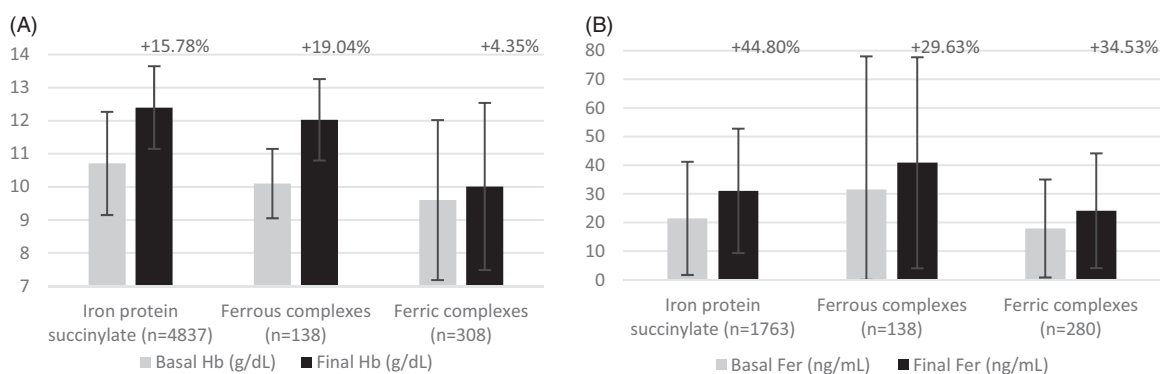 (A)
+15.78% +19.04% +4.35%
14
13
12
11
10
9
8
7
Iron protein succinylate (n=4837)
Ferrous complexes (n=138)
Ferric complexes (n=308)
Basal Hb (g/dL) Final Hb (g/dL)
(B)
+44.80% +29.63% +34.53%
80
70
60
50
40
30
20
10
0
Iron protein succinylate (n=1763)
Ferrous complexes (n=138)
Ferric complexes (n=280)
Basal Fer (ng/mL) Final Fer (ng/mL)